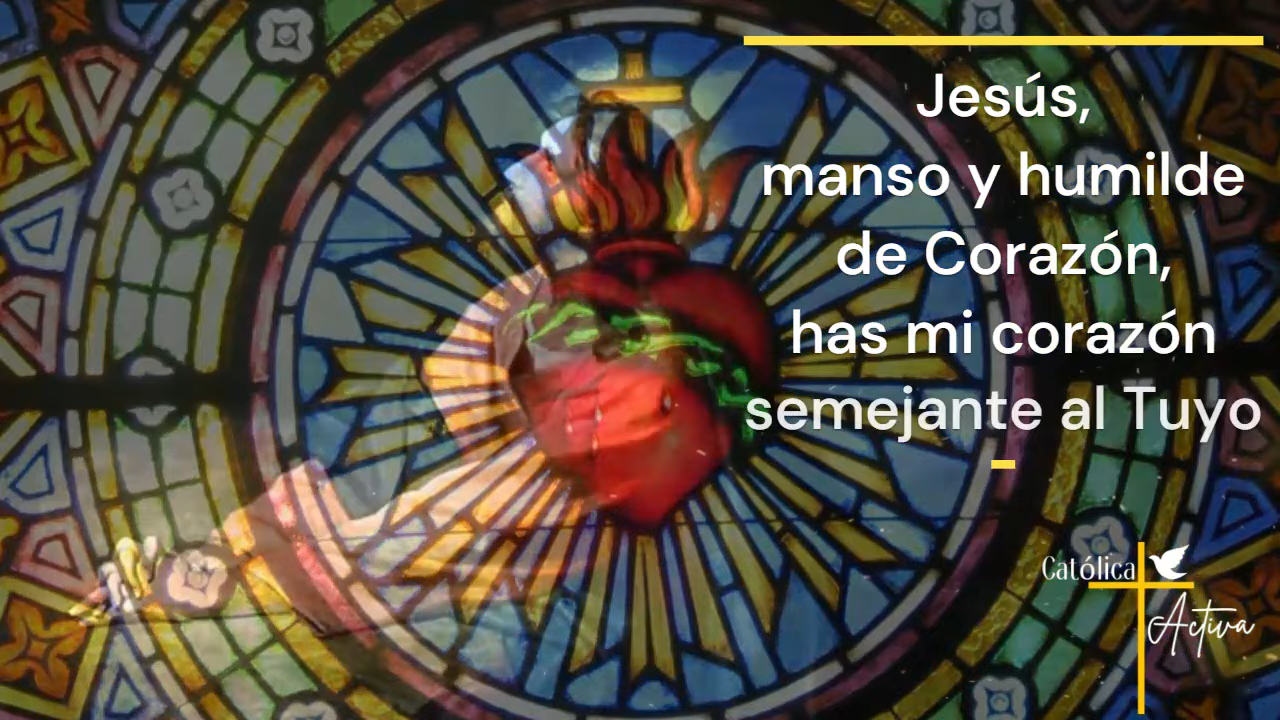 Jesús,
manso y humilde
de Corazón,
has mi corazón
semejante al Tuyo
Católica
Activa